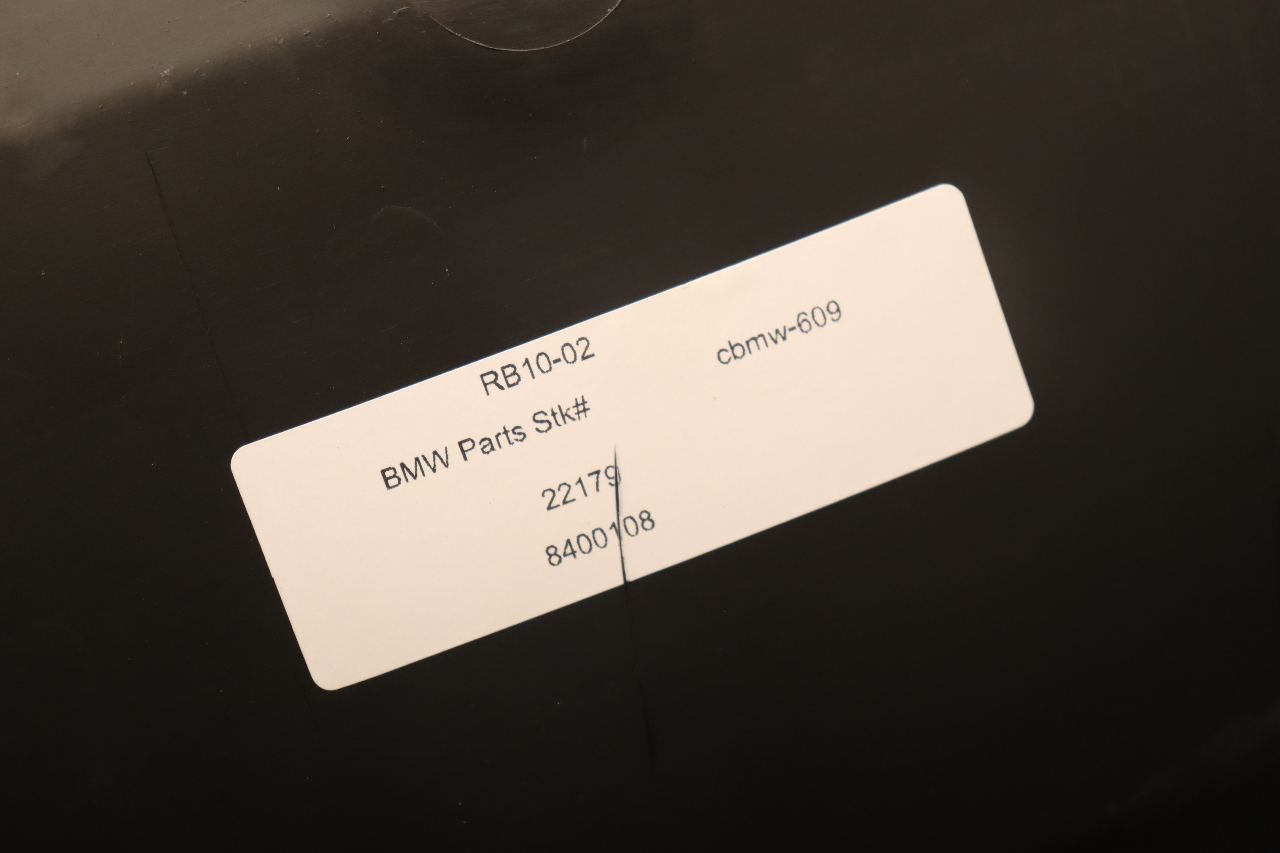 RB10-02
cbmw-609
BMW Parts Stk#
22179
8400108